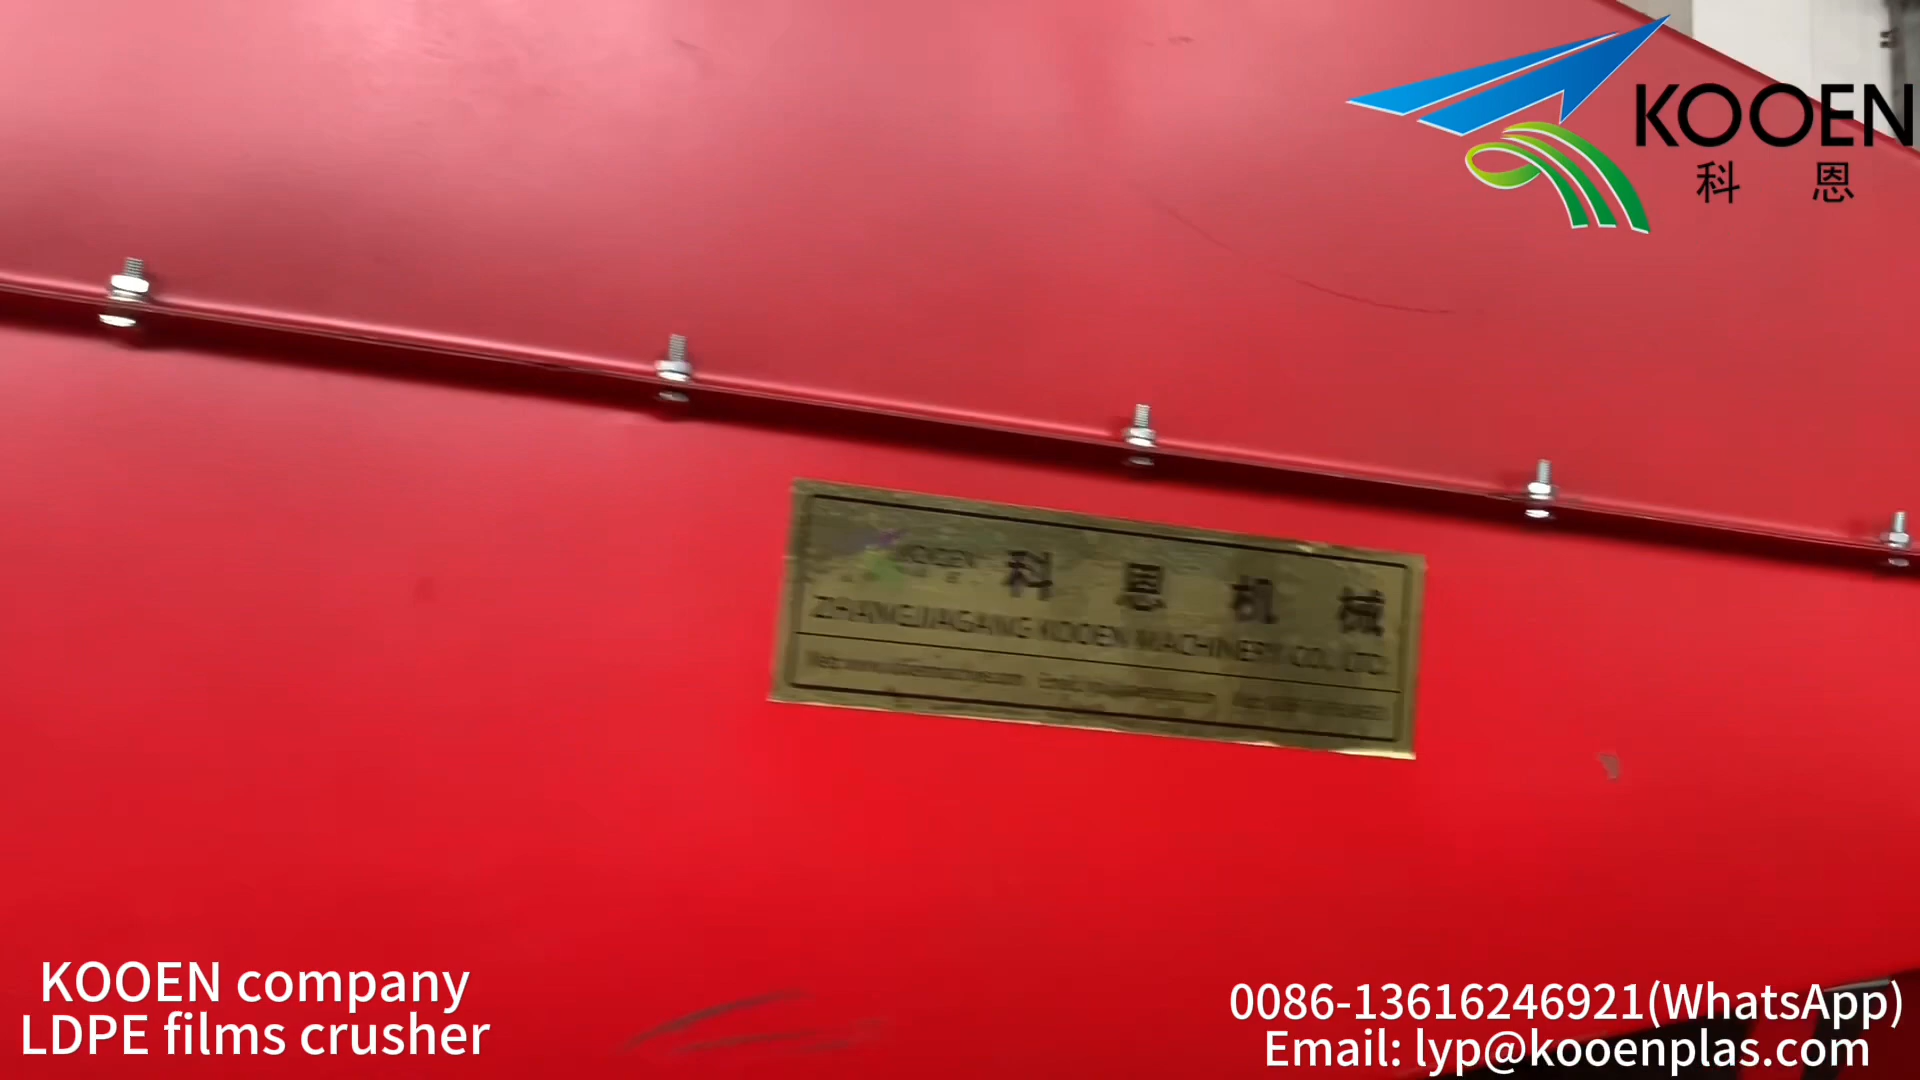 KOOEN
科 恩
KOOEN 科 恩 机 械
ZHANGJIAGANG KOOEN MACHINERY CO., LTD.
KOOEN company
LDPE films crusher
0086-13616246921(WhatsApp)
Email: lyp@kooenplas.com